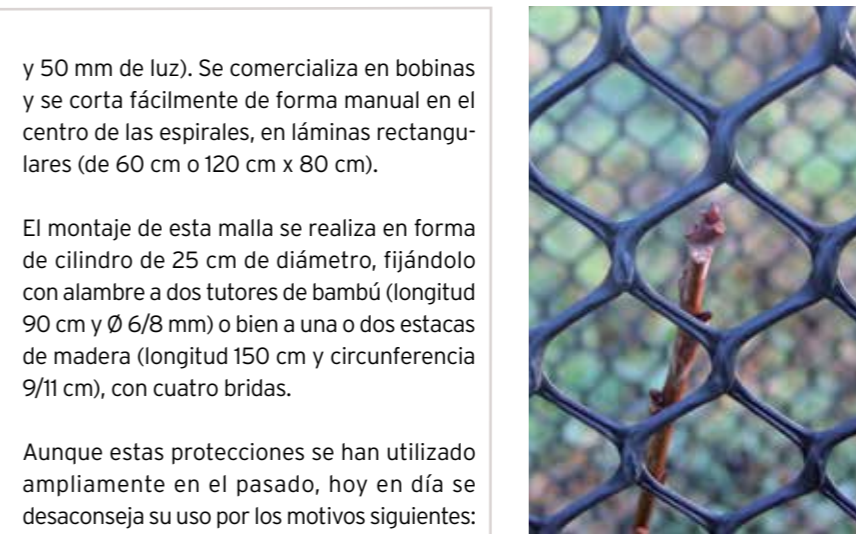 y 50 mm de luz). Se comercializa en bobinas
y se corta fácilmente de forma manual en el
centro de las espirales, en láminas rectangu-
lares (de 60 cm o 120 cm x 80 cm).
El montaje de esta malla se realiza en forma
de cilindro de 25 cm de diámetro, fijándolo
con alambre a dos tutores de bambú (longitud
90 cm y Ø 6/8 mm) o bien a una o dos estacas
de madera (longitud 150 cm y circunferencia
9/11 cm), con cuatro bridas.
Aunque estas protecciones se han utilizado
ampliamente en el pasado, hoy en día se
desaconseja su uso por los motivos siguientes: